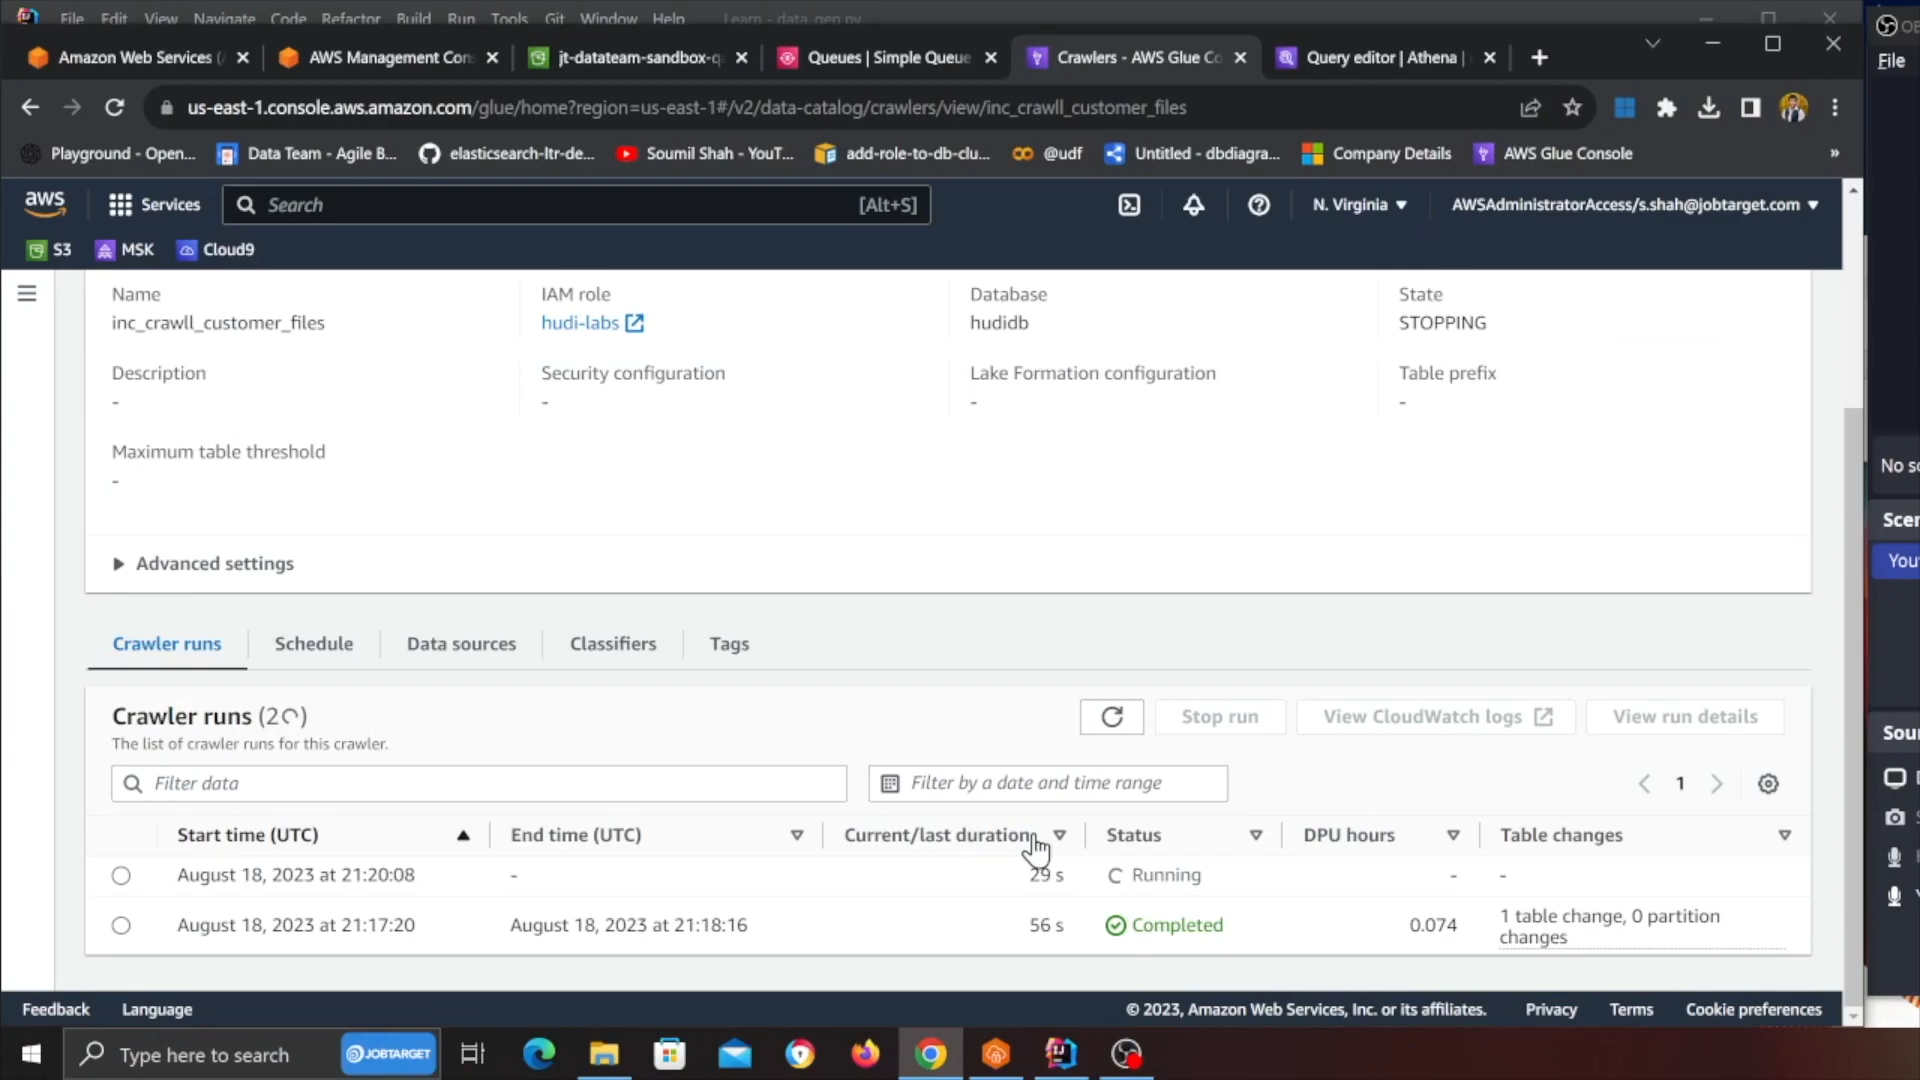 File Edit View Navigate Code Refactor Build Run Tools Git Window Help Learn - data_gen.py
Amazon Web Services ( AWS Management Con jt-datateam-sandbox-q Queues | Simple Queue Crawlers - AWS Glue Co Query editor | Athena |
us-east-1.console.aws.amazon.com/glue/home?region=us-east-1#/v2/data-catalog/crawlers/view/inc_crawll_customer_files
File
Playground - Open... Data Team - Agile B... elasticsearch-ltr-de... Soumil Shah - YouT... add-role-to-db-clu... @udf Untitled - dbdiagra... Company Details AWS Glue Console »
aws Services Search [Alt+S] N. Virginia AWSAdministratorAccess/s.shah@jobtarget.com
S3 MSK Cloud9
Name IAM role Database State
inc_crawll_customer_files hudi-labs hudidb STOPPING
Description Security configuration Lake Formation configuration Table prefix
- - - -
Maximum table threshold
-
Advanced settings
Crawler runs Schedule Data sources Classifiers Tags
Crawler runs (2)
Stop run View CloudWatch logs View run details
The list of crawler runs for this crawler.
Filter data Filter by a date and time range 1
Start time (UTC) End time (UTC) Current/last duration Status DPU hours Table changes
August 18, 2023 at 21:20:08 - 29 s Running - -
August 18, 2023 at 21:17:20 August 18, 2023 at 21:18:16 56 s Completed 0.074 1 table change, 0 partition
changes
Feedback Language © 2023, Amazon Web Services, Inc. or its affiliates. Privacy Terms Cookie preferences
Type here to search JOBTARGET